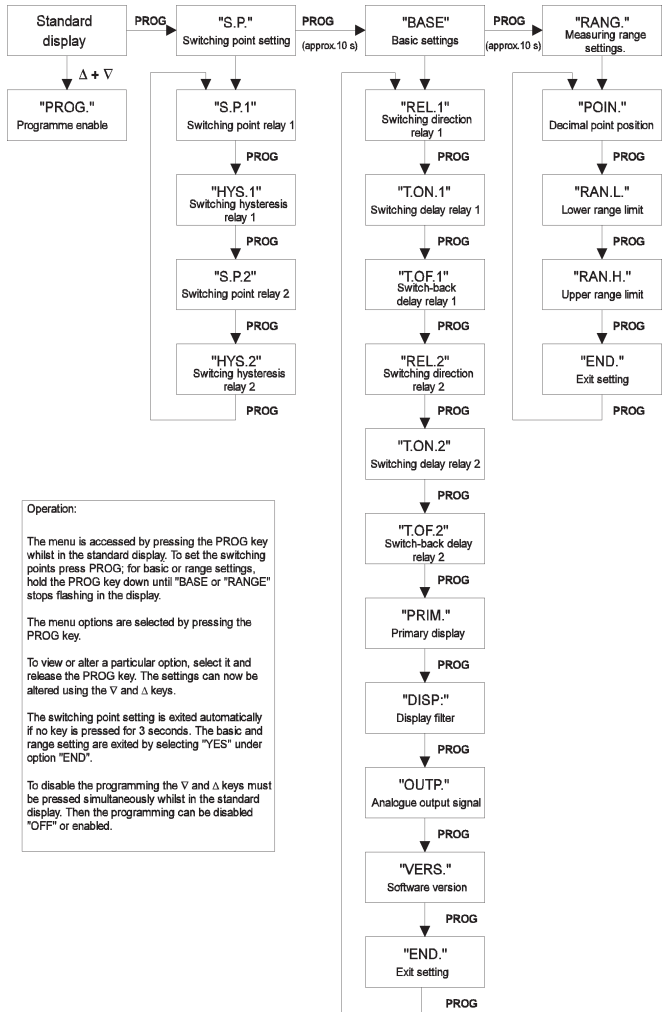 Standard
display
PROG
"S.P."
Switching point setting
PROG
(approx.10 s)
"BASE"
Basic settings
PROG
(approx.10 s)
"RANG."
Measuring range
settings.
Δ + ∇
"PROG."
Programme enable
"S.P.1"
Switching point relay 1
PROG
"HYS.1"
Switching hysteresis
relay 1
PROG
"S.P.2"
Switching point relay 2
PROG
"HYS.2"
Switcing hysteresis
relay 2
PROG
"REL.1"
Switching direction
relay 1
PROG
"T.ON.1"
Switching delay relay 1
PROG
"T.OF.1"
Switch-back
delay relay 1
PROG
"REL.2"
Switching direction
relay 2
PROG
"T.ON.2"
Switching delay relay 2
PROG
"T.OF.2"
Switch-back delay
relay 2
PROG
"PRIM."
Primary display
PROG
"DISP:"
Display filter
PROG
"OUTP."
Analogue output signal
PROG
"VERS."
Software version
PROG
"END."
Exit setting
PROG
"POIN."
Decimal point position
PROG
"RAN.L."
Lower range limit
PROG
"RAN.H."
Upper range limit
PROG
"END."
Exit setting
PROG
Operation:
The menu is accessed by pressing the PROG key
whilst in the standard display. To set the switching
points press PROG; for basic or range settings,
hold the PROG key down until "BASE or "RANGE"
stops flashing in the display.
The menu options are selected by pressing the
PROG key.
To view or alter a particular option, select it and
release the PROG key. The settings can now be
altered using the ∇ and Δ keys.
The switching point setting is exited automatically
if no key is pressed for 3 seconds. The basic and
range setting are exited by selecting "YES" under
option "END".
To disable the programming the ∇ and Δ keys must
be pressed simultaneously whilst in the standard
display. Then the programming can be disabled
"OFF" or enabled.